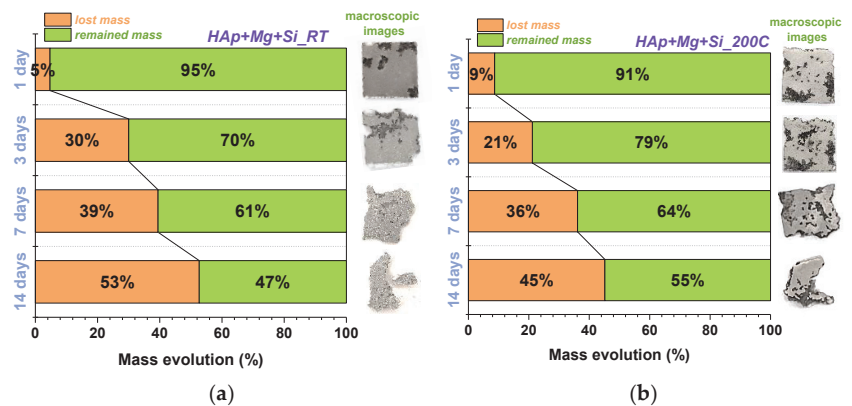 lost mass
remained mass
HAp+Mg+Si_RT
macroscopic
images
1 day
5%
95%
3 days
30%
70%
7 days
39%
61%
14 days
53%
47%
0 20 40 60 80 100
Mass evolution (%)
(a)
lost mass
remained mass
HAp+Mg+Si_200C
macroscopic
images
1 day
9%
91%
3 days
21%
79%
7 days
36%
64%
14 days
45%
55%
0 20 40 60 80 100
Mass evolution (%)
(b)